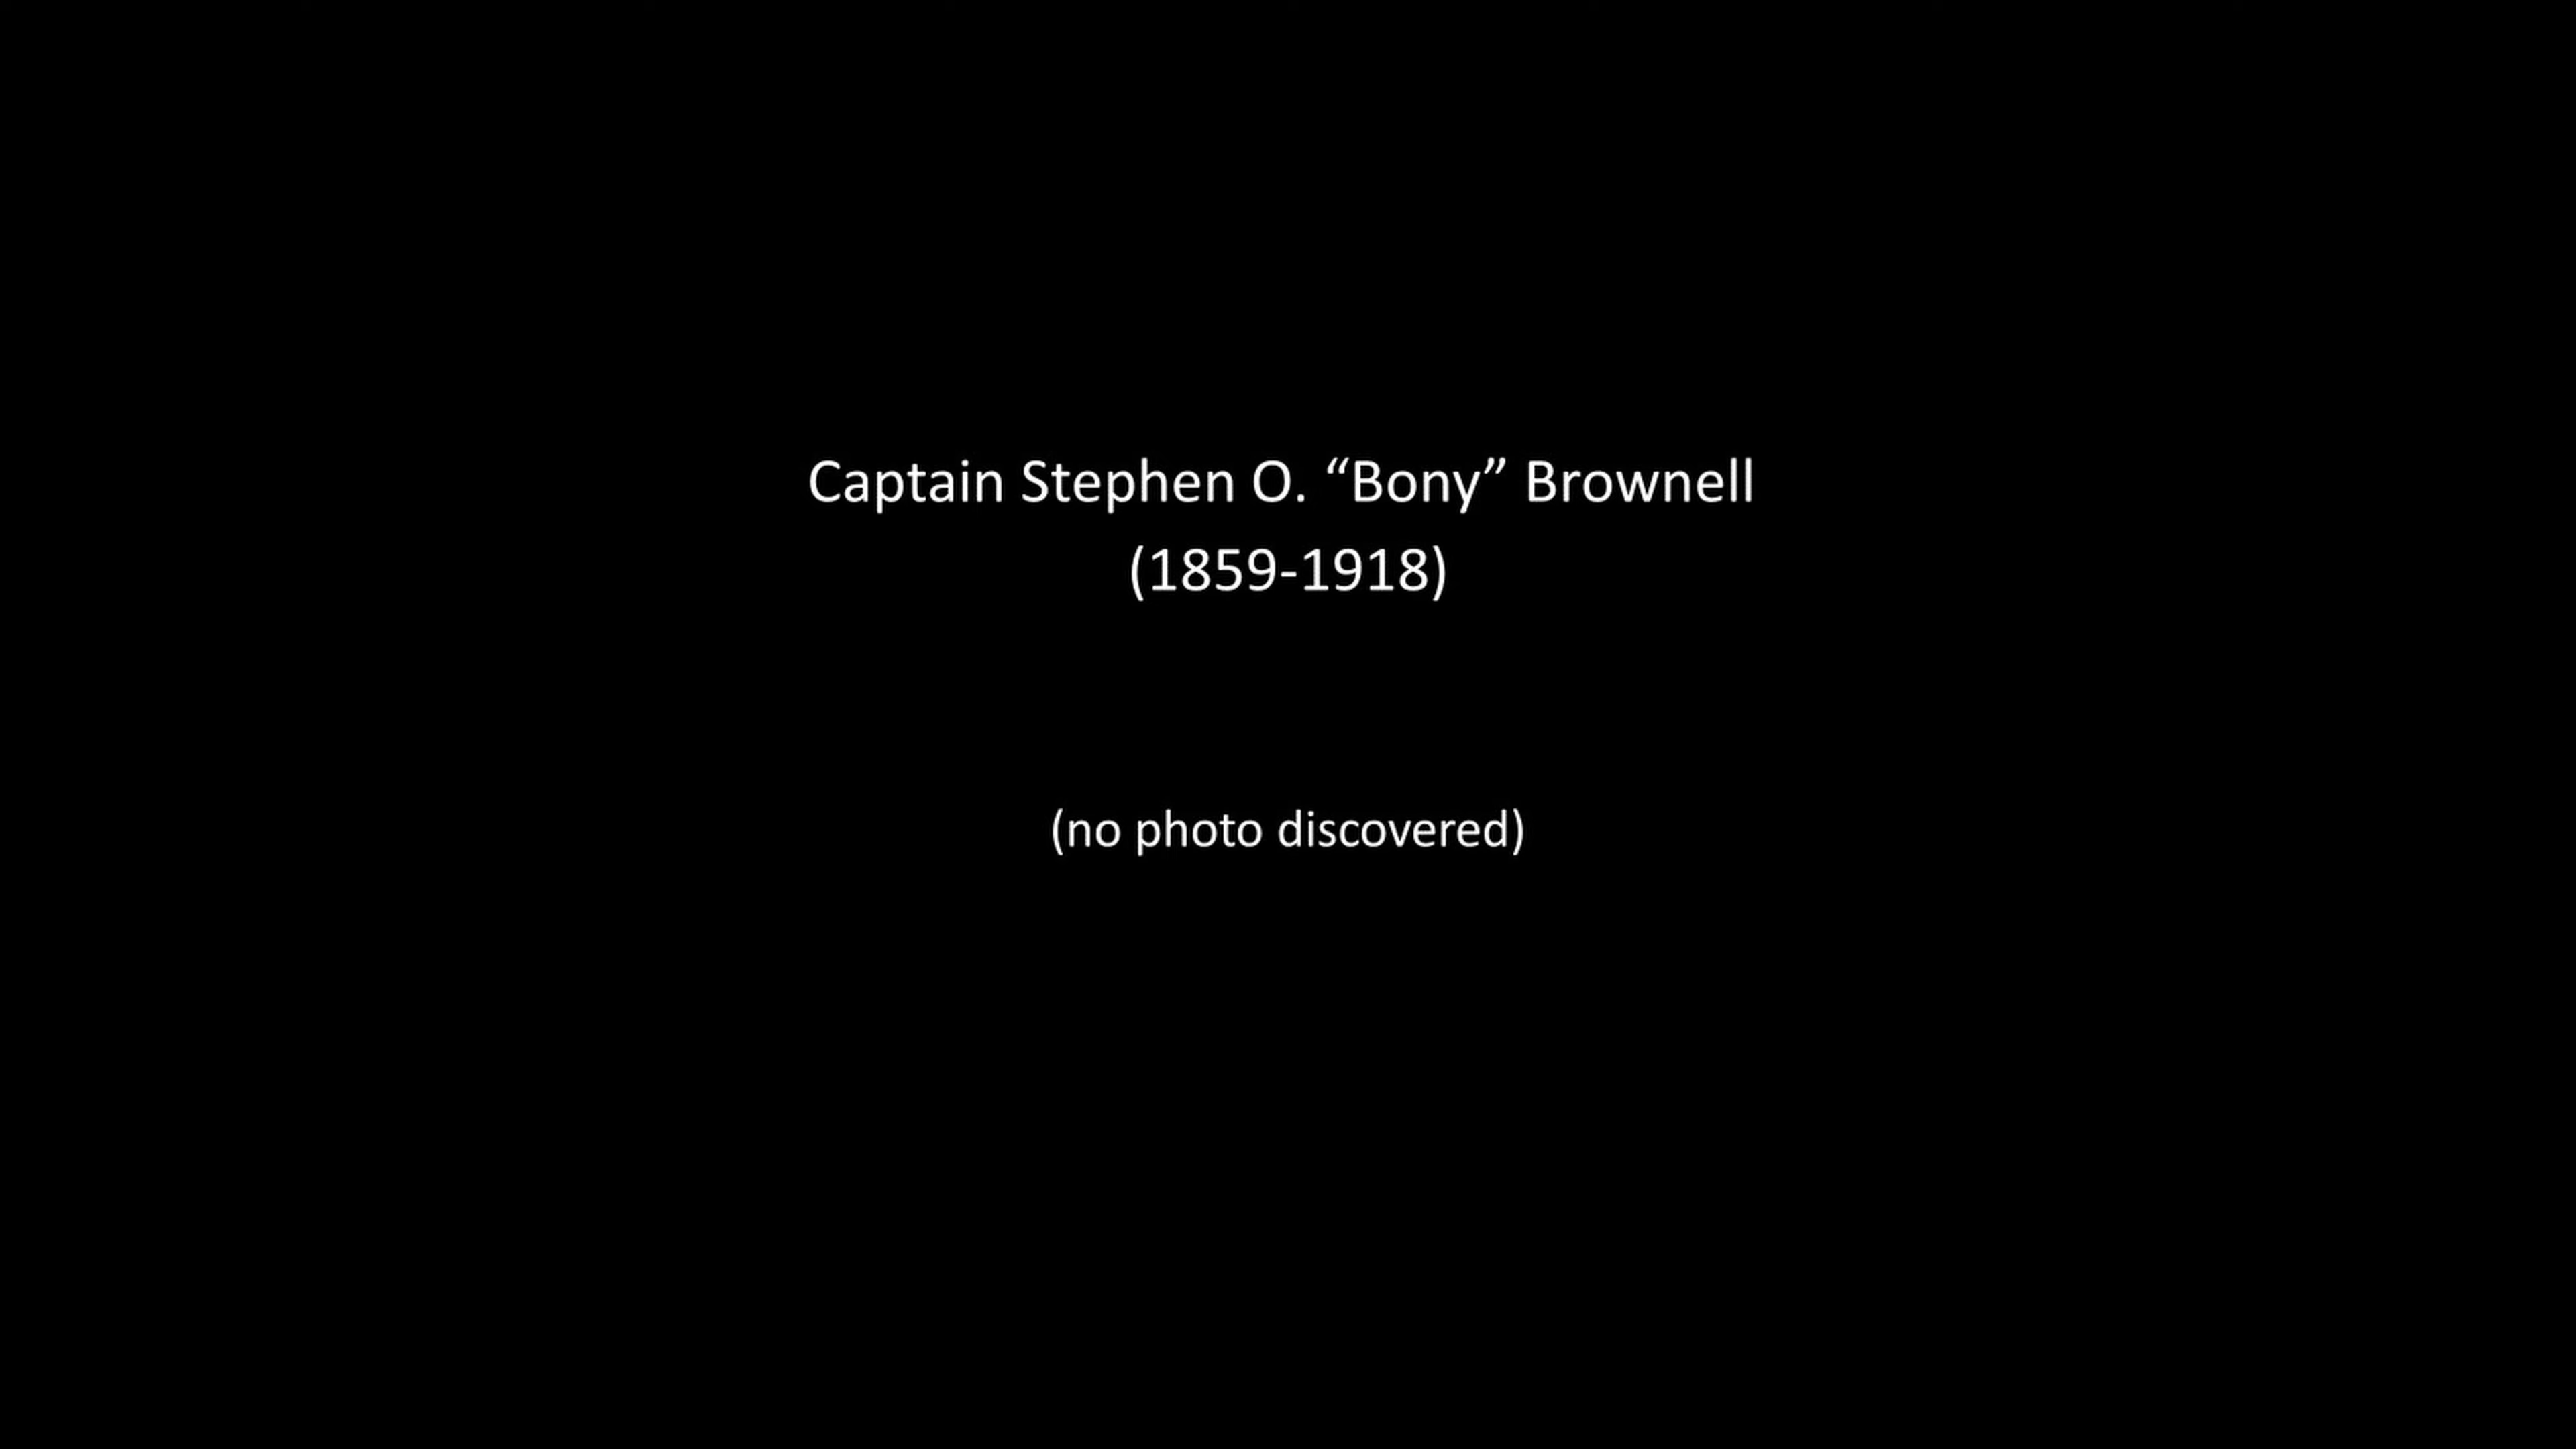 Captain Stephen O. “Bony” Brownell
(1859-1918)
(no photo discovered)